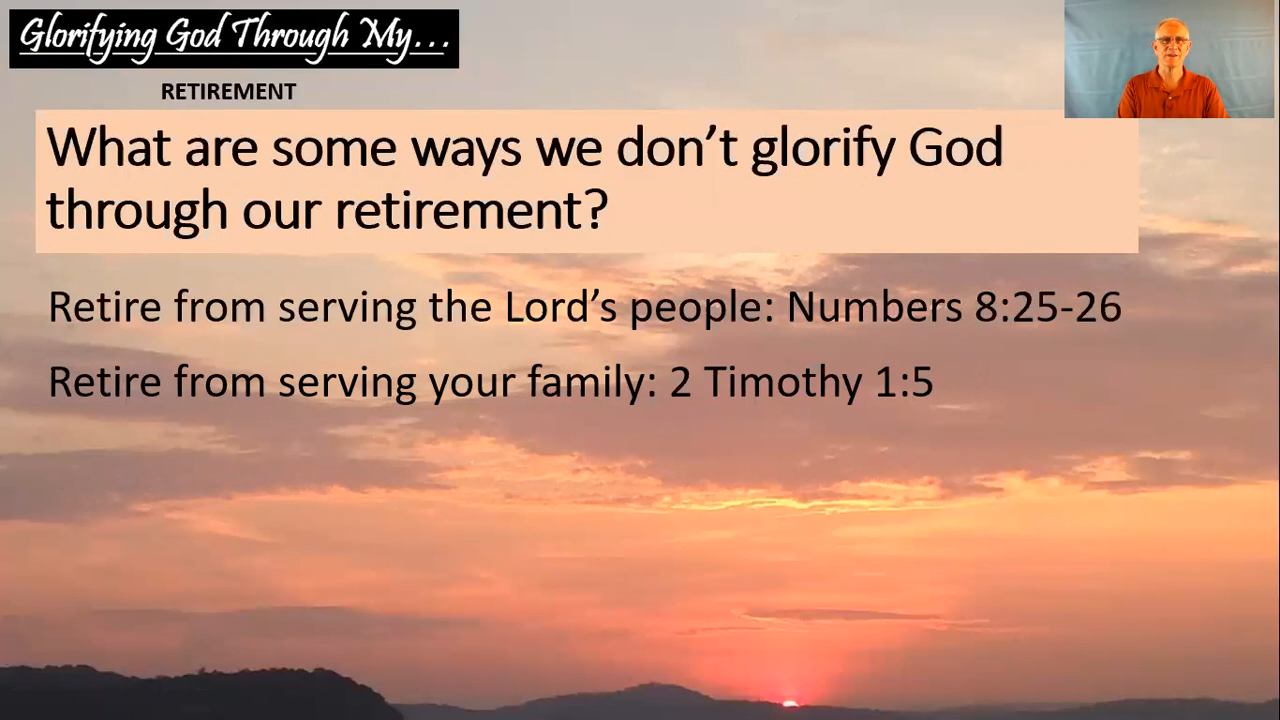 Glorifying God Through My...
RETIREMENT
What are some ways we don’t glorify God
through our retirement?
Retire from serving the Lord’s people: Numbers 8:25-26
Retire from serving your family: 2 Timothy 1:5